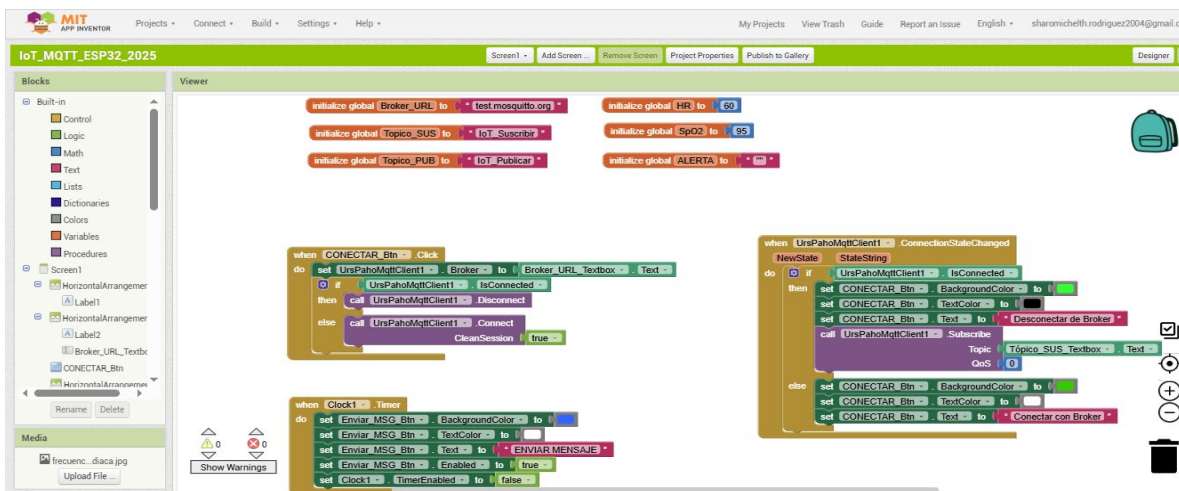 MIT
APP INVENTOR
Projects Connect Build Settings Help
My Projects View Trash Guide Report an Issue English sharomichelth.rodriguez2004@gmail.c
IoT_MQTT_ESP32_2025
Screen1 Add Screen ... Remove Screen Project Properties Publish to Gallery
Designer
Blocks
Viewer
Built-in
Control
Logic
Math
Text
Lists
Dictionaries
Colors
Variables
Procedures
Screen1
HorizontalArrangemer
Label1
HorizontalArrangemer
Label2
Broker_URL_Textbc
CONECTAR_Btn
HorizontalArrangemer
Rename Delete
Media
frecuenc...diaca.jpg
Upload File ...
initialize global Broker_URL to " test.mosquitto.org "
initialize global Topico_SUS to " IoT_Suscribir "
initialize global Topico_PUB to " IoT_Publicar "
initialize global HR to 60
initialize global SpO2 to 95
initialize global ALERTA to " "" "
when CONECTAR_Btn .Click
do set UrsPahoMqttClient1 . Broker to Broker_URL_Textbox . Text
if UrsPahoMqttClient1 . IsConnected
then call UrsPahoMqttClient1 .Disconnect
else call UrsPahoMqttClient1 .Connect
CleanSession true
when Clock1 .Timer
do set Enviar_MSG_Btn . BackgroundColor to
set Enviar_MSG_Btn . TextColor to
set Enviar_MSG_Btn . Text to " ENVIAR MENSAJE "
set Enviar_MSG_Btn . Enabled to true
set Clock1 . TimerEnabled to false
when UrsPahoMqttClient1 .ConnectionStateChanged
NewState StateString
do if UrsPahoMqttClient1 . IsConnected
then set CONECTAR_Btn . BackgroundColor to
set CONECTAR_Btn . TextColor to
set CONECTAR_Btn . Text to " Desconectar de Broker "
call UrsPahoMqttClient1 .Subscribe
Topic Tópico_SUS_Textbox . Text
QoS 0
else set CONECTAR_Btn . BackgroundColor to
set CONECTAR_Btn . TextColor to
set CONECTAR_Btn . Text to " Conectar con Broker "
0 0
Show Warnings